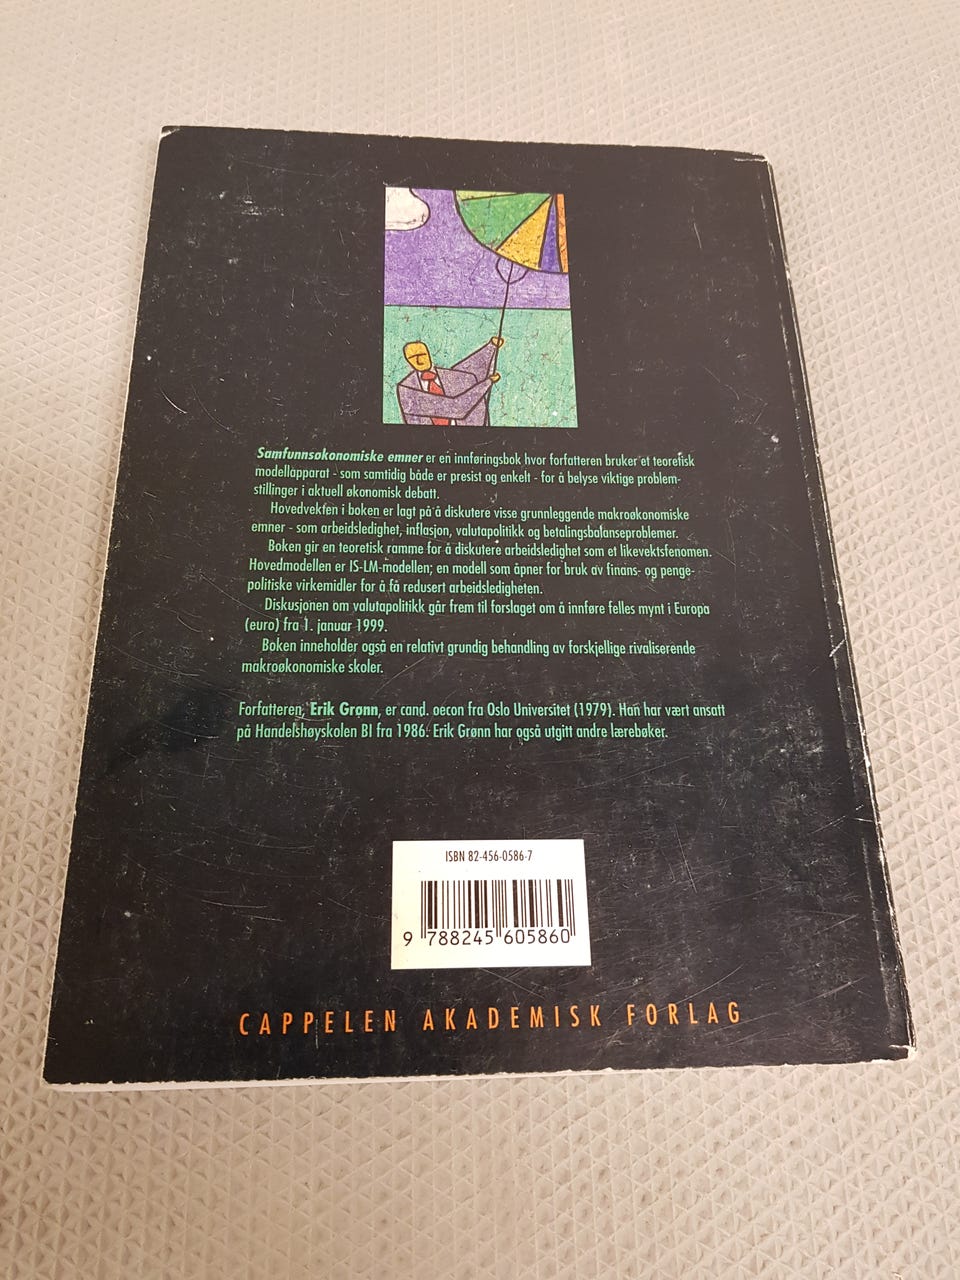 Samfunnsøkonomiske emner er en innføringsbok hvor forfatteren bruker et teoretisk
modellapparat - som samtidig både er presist og enkelt - for å belyse viktige problem-
stillinger i aktuell økonomisk debatt.
Hovedvekten i boken er lagt på å diskutere visse grunnleggende makroøkonomiske
emner - som arbeidsledighet, inflasjon, valutapolitikk og betalingsbalanseproblemer.
Boken gir en teoretisk ramme for å diskutere arbeidsledighet som et likevektsfenomen.
Hovedmodellen er IS-LM-modellen; en modell som åpner for bruk av finans- og penge-
politiske virkemidler for å få redusert arbeidsledigheten.
Diskusjonen om valutapolitikk går frem til forslaget om å innføre felles mynt i Europa
(euro) fra 1. januar 1999.
Boken inneholder også en relativt grundig behandling av forskjellige rivaliserende
makroøkonomiske skoler.
Forfatteren, Erik Grønn, er cand. oecon fra Oslo Universitet (1979). Han har vært ansatt
på Handelshøyskolen BI fra 1986. Erik Grønn har også utgitt andre lærebøker.
ISBN 82-456-0586-7
9 788245 605860
CAPPELEN AKADEMISK FORLAG